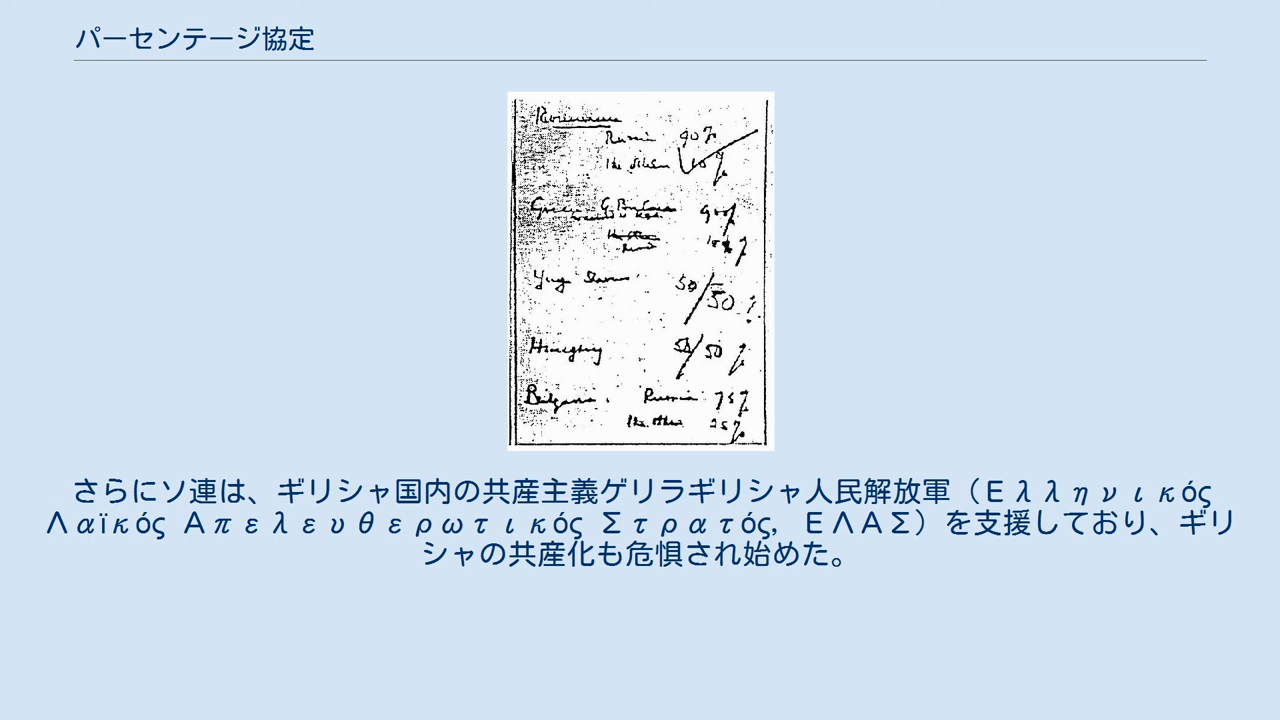 パーセンテージ協定
Roumania
Russia 90%
The others 10%
Greece G. Britain 90%
Russia 10%
Yugoslavia 50/50 %
Hungary 50/50 %
Bulgaria. Russia 75%
The others 25%
さらにソ連は、ギリシャ国内の共産主義ゲリラギリシャ人民解放軍（Ελληνικός
Λαϊκός Απελευθερωτικός Στρατός, ΕΛΑΣ）を支援しており、ギリ
シャの共産化も危惧され始めた。